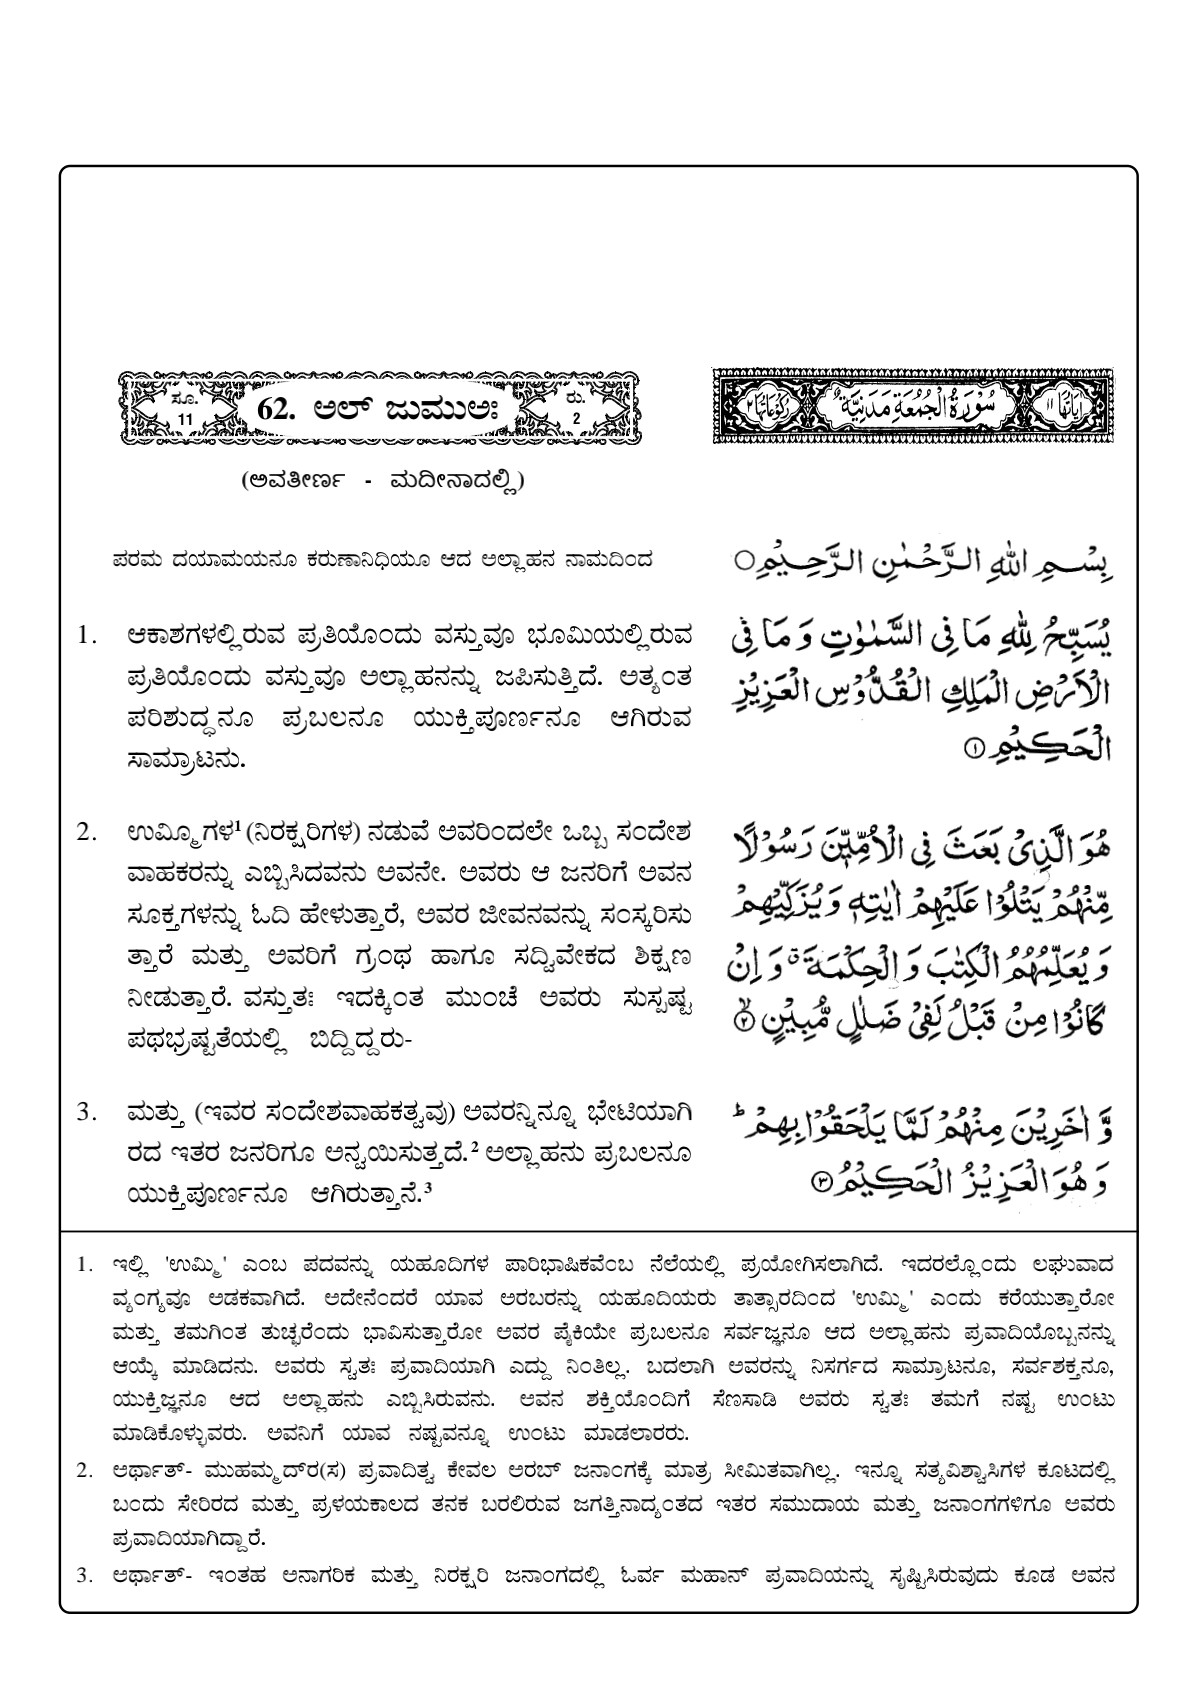 ಸೂ.
11
62. ಅಲ್ ಜುಮುಅಃ
ರು.
2
اٰيَاتُهَا ١١
سُوْرَةُ الْجُمُعَةِ مَدَنِيَّةٌ
رُكُوْعَاتُهَا ٢
(ಅವತೀರ್ಣ - ಮದೀನಾದಲ್ಲಿ)
ಪರಮ ದಯಾಮಯನೂ ಕರುಣಾನಿಧಿಯೂ ಆದ ಅಲ್ಲಾಹನ ನಾಮದಿಂದ
بِسْمِ اللهِ الرَّحْمٰنِ الرَّحِيْمِ○
1. ಆಕಾಶಗಳಲ್ಲಿರುವ ಪ್ರತಿಯೊಂದು ವಸ್ತುವೂ ಭೂಮಿಯಲ್ಲಿರುವ
ಪ್ರತಿಯೊಂದು ವಸ್ತುವೂ ಅಲ್ಲಾಹನನ್ನು ಜಪಿಸುತ್ತಿದೆ. ಅತ್ಯಂತ
ಪರಿಶುದ್ಧನೂ ಪ್ರಬಲನೂ ಯುಕ್ತಿಪೂರ್ಣನೂ ಆಗಿರುವ
ಸಾಮ್ರಾಟನು.
يُسَبِّحُ لِلّٰهِ مَا فِى السَّمٰوٰتِ وَ مَا فِى
الْاَرْضِ الْمَلِكِ الْقُدُّوْسِ الْعَزِيْزِ
الْحَكِيْمِ ①
2. ಉಮ್ಮಿಗಳ¹ (ನಿರಕ್ಷರಿಗಳ) ನಡುವೆ ಅವರಿಂದಲೇ ಒಬ್ಬ ಸಂದೇಶ
ವಾಹಕರನ್ನು ಎಬ್ಬಿಸಿದವನು ಅವನೇ. ಅವರು ಆ ಜನರಿಗೆ ಅವನ
ಸೂಕ್ತಗಳನ್ನು ಓದಿ ಹೇಳುತ್ತಾರೆ, ಅವರ ಜೀವನವನ್ನು ಸಂಸ್ಕರಿಸು
ತ್ತಾರೆ ಮತ್ತು ಅವರಿಗೆ ಗ್ರಂಥ ಹಾಗೂ ಸದ್ವಿವೇಕದ ಶಿಕ್ಷಣ
ನೀಡುತ್ತಾರೆ. ವಸ್ತುತಃ ಇದಕ್ಕಿಂತ ಮುಂಚೆ ಅವರು ಸುಸ್ಪಷ್ಟ
ಪಥಭ್ರಷ್ಟತೆಯಲ್ಲಿ ಬಿದ್ದಿದ್ದರು-
هُوَ الَّذِىْ بَعَثَ فِى الْاُمِّيّٖنَ رَسُوْلًا
مِّنْهُمْ يَتْلُوْا عَلَيْهِمْ اٰيٰتِهٖ وَيُزَكِّيْهِمْ
وَيُعَلِّمُهُمُ الْكِتٰبَ وَ الْحِكْمَةَ ۗ وَ اِنْ
كَانُوْا مِنْ قَبْلُ لَفِىْ ضَلٰلٍ مُّبِيْنٍ ②
3. ಮತ್ತು (ಇವರ ಸಂದೇಶವಾಹಕತ್ವವು) ಅವರನ್ನಿನ್ನೂ ಭೇಟಿಯಾಗಿ
ರದ ಇತರ ಜನರಿಗೂ ಅನ್ವಯಿಸುತ್ತದೆ.² ಅಲ್ಲಾಹನು ಪ್ರಬಲನೂ
ಯುಕ್ತಿಪೂರ್ಣನೂ ಆಗಿರುತ್ತಾನೆ.³
وَّ اٰخَرِيْنَ مِنْهُمْ لَمَّا يَلْحَقُوْا بِهِمْ ؕ
وَ هُوَ الْعَزِيْزُ الْحَكِيْمُ ③
1. ಇಲ್ಲಿ 'ಉಮ್ಮಿ' ಎಂಬ ಪದವನ್ನು ಯಹೂದಿಗಳ ಪಾರಿಭಾಷಿಕವೆಂಬ ನೆಲೆಯಲ್ಲಿ ಪ್ರಯೋಗಿಸಲಾಗಿದೆ. ಇದರಲ್ಲೊಂದು ಲಘುವಾದ
ವ್ಯಂಗ್ಯವೂ ಅಡಕವಾಗಿದೆ. ಅದೇನೆಂದರೆ ಯಾವ ಅರಬರನ್ನು ಯಹೂದಿಯರು ತಾತ್ಸಾರದಿಂದ 'ಉಮ್ಮಿ' ಎಂದು ಕರೆಯುತ್ತಾರೋ
ಮತ್ತು ತಮಗಿಂತ ತುಚ್ಛರೆಂದು ಭಾವಿಸುತ್ತಾರೋ ಅವರ ಪೈಕಿಯೇ ಪ್ರಬಲನೂ ಸರ್ವಜ್ಞನೂ ಆದ ಅಲ್ಲಾಹನು ಪ್ರವಾದಿಯೊಬ್ಬನನ್ನು
ಆಯ್ಕೆ ಮಾಡಿದನು. ಅವರು ಸ್ವತಃ ಪ್ರವಾದಿಯಾಗಿ ಎದ್ದು ನಿಂತಿಲ್ಲ. ಬದಲಾಗಿ ಅವರನ್ನು ನಿಸರ್ಗದ ಸಾಮ್ರಾಟನೂ, ಸರ್ವಶಕ್ತನೂ,
ಯುಕ್ತಿಜ್ಞನೂ ಆದ ಅಲ್ಲಾಹನು ಎಬ್ಬಿಸಿರುವನು. ಅವನ ಶಕ್ತಿಯೊಂದಿಗೆ ಸೆಣಸಾಡಿ ಅವರು ಸ್ವತಃ ತಮಗೆ ನಷ್ಟ ಉಂಟು
ಮಾಡಿಕೊಳ್ಳುವರು. ಅವನಿಗೆ ಯಾವ ನಷ್ಟವನ್ನೂ ಉಂಟು ಮಾಡಲಾರರು.
2. ಅರ್ಥಾತ್- ಮುಹಮ್ಮದ್‌ರ(ಸ) ಪ್ರವಾದಿತ್ವ ಕೇವಲ ಅರಬ್ ಜನಾಂಗಕ್ಕೆ ಮಾತ್ರ ಸೀಮಿತವಾಗಿಲ್ಲ. ಇನ್ನೂ ಸತ್ಯವಿಶ್ವಾಸಿಗಳ ಕೂಟದಲ್ಲಿ
ಬಂದು ಸೇರಿರದ ಮತ್ತು ಪ್ರಳಯಕಾಲದ ತನಕ ಬರಲಿರುವ ಜಗತ್ತಿನಾದ್ಯಂತದ ಇತರ ಸಮುದಾಯ ಮತ್ತು ಜನಾಂಗಗಳಿಗೂ ಅವರು
ಪ್ರವಾದಿಯಾಗಿದ್ದಾರೆ.
3. ಅರ್ಥಾತ್- ಇಂತಹ ಅನಾಗರಿಕ ಮತ್ತು ನಿರಕ್ಷರಿ ಜನಾಂಗದಲ್ಲಿ ಓರ್ವ ಮಹಾನ್ ಪ್ರವಾದಿಯನ್ನು ಸೃಷ್ಟಿಸಿರುವುದು ಕೂಡ ಅವನ